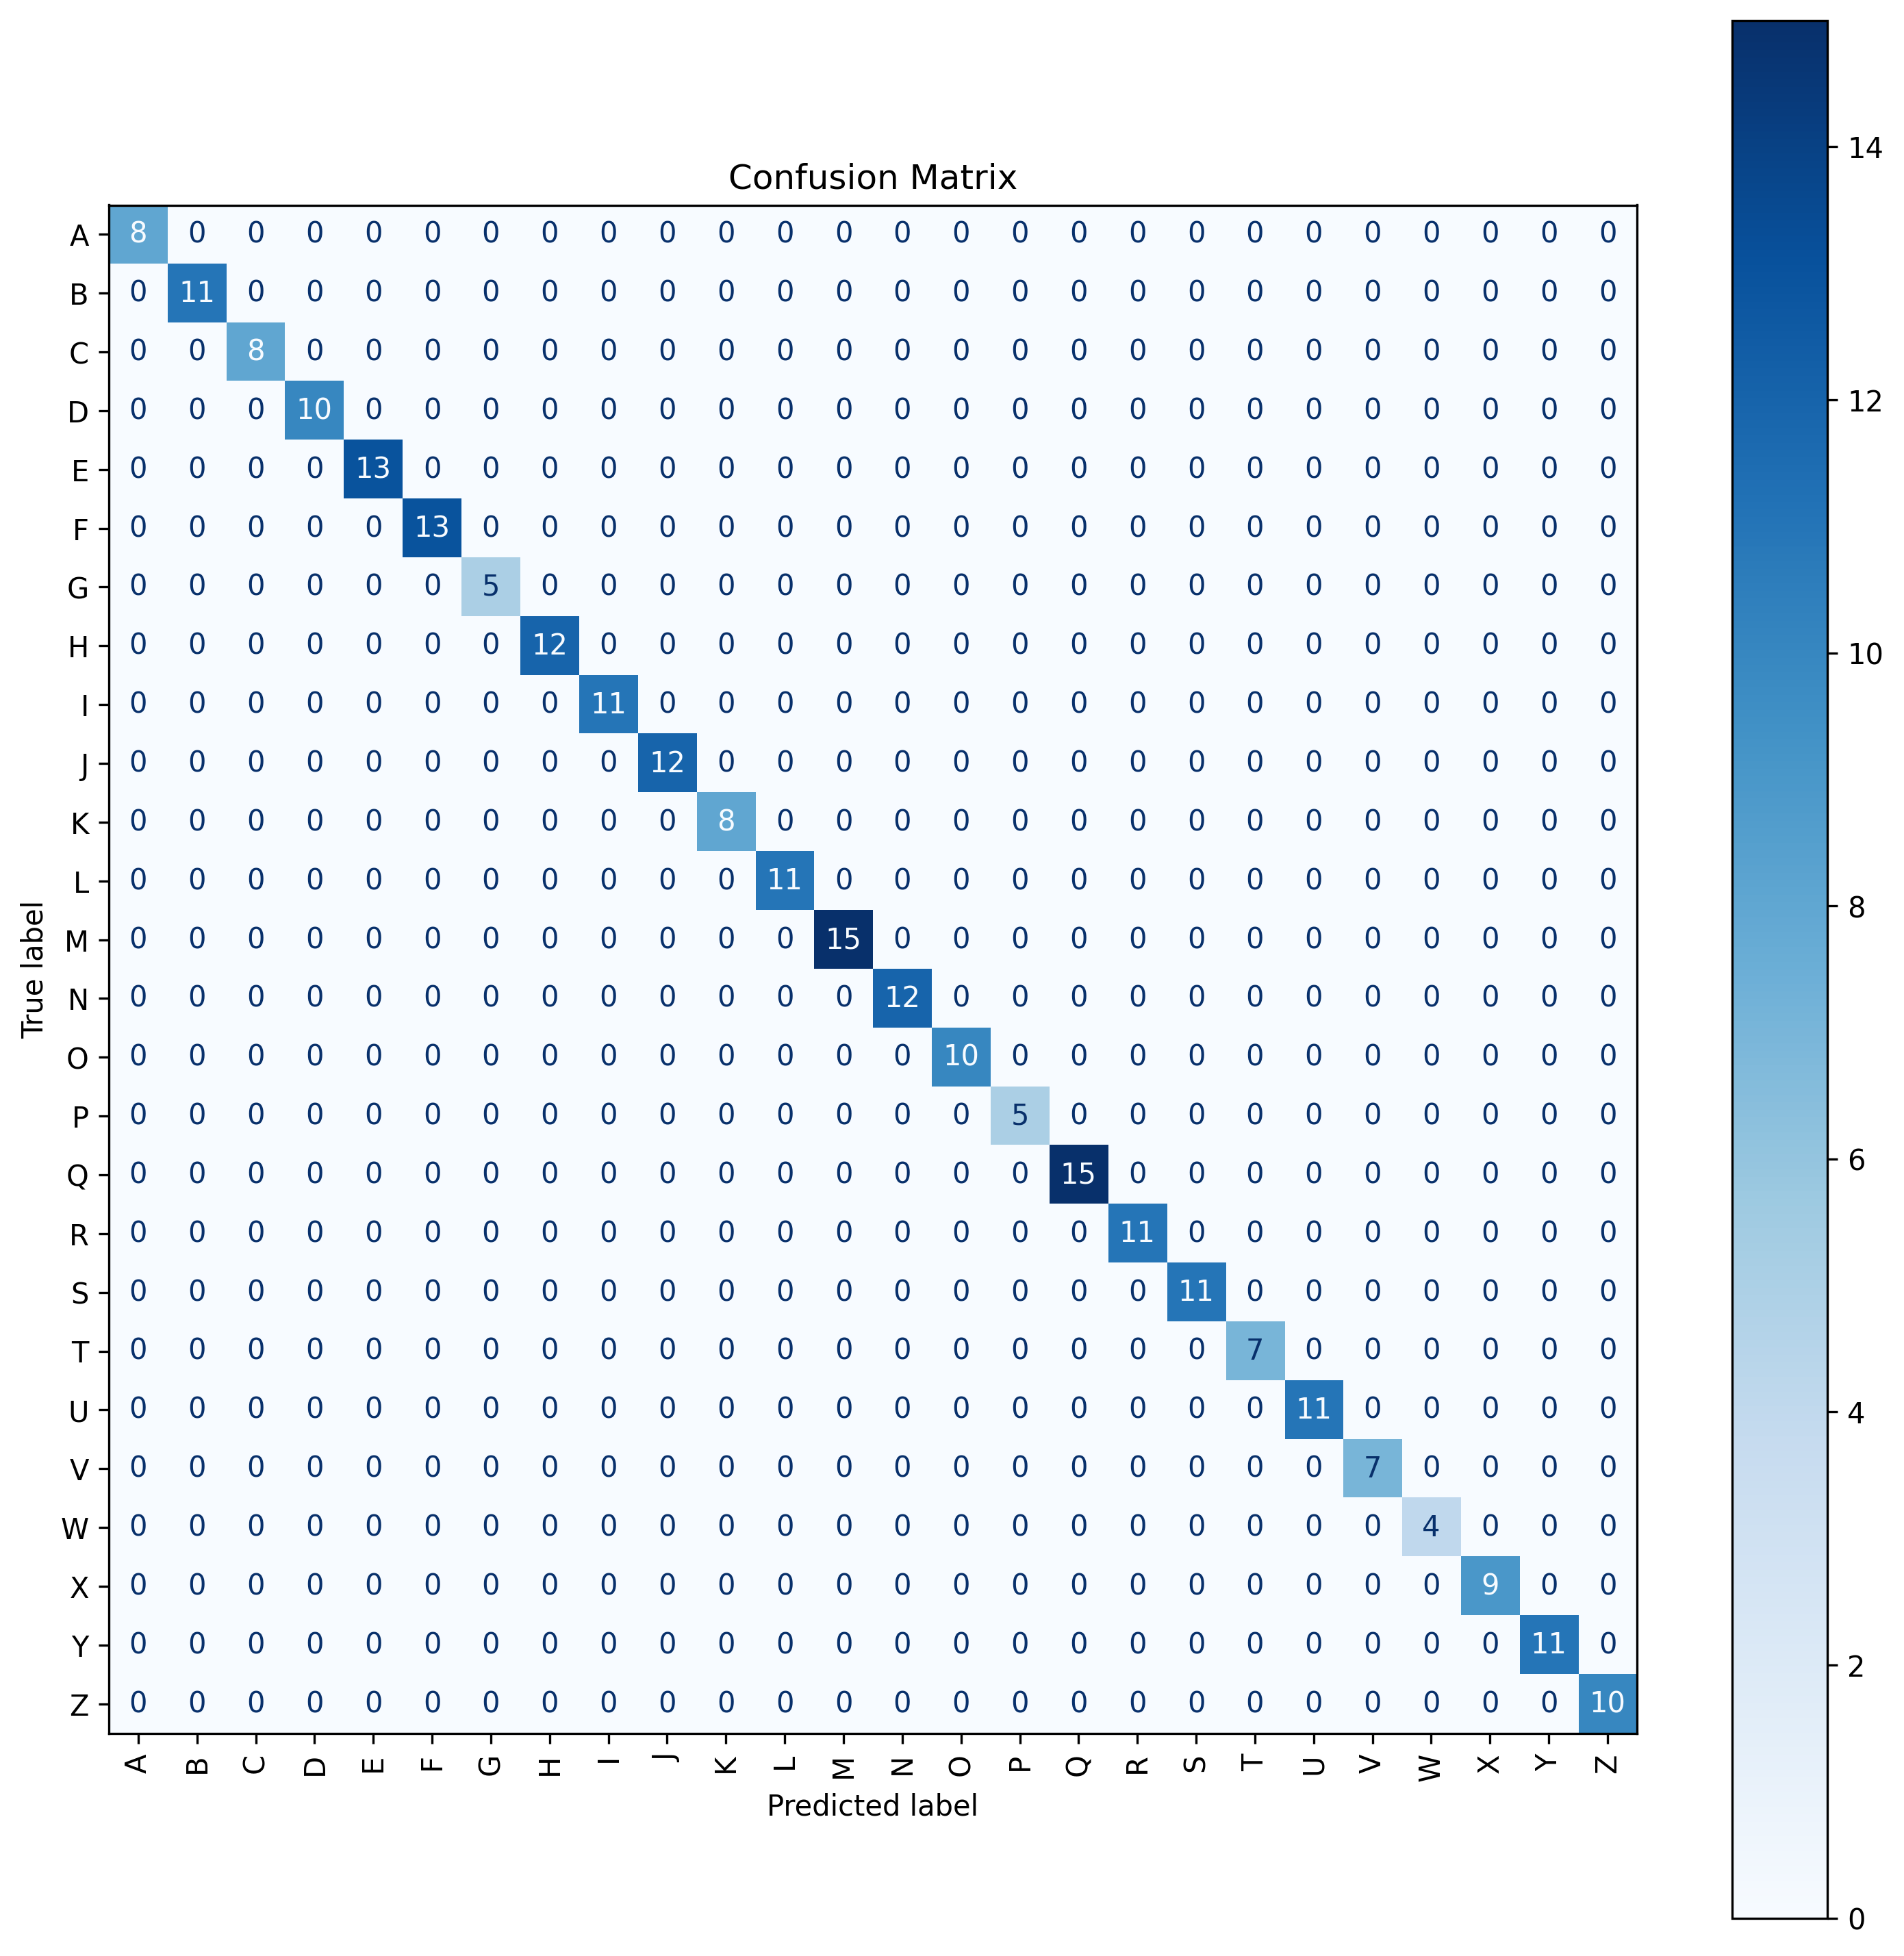 Confusion Matrix
A 8 0 0 0 0 0 0 0 0 0 0 0 0 0 0 0 0 0 0 0 0 0 0 0 0 0
B 0 11 0 0 0 0 0 0 0 0 0 0 0 0 0 0 0 0 0 0 0 0 0 0 0 0
C 0 0 8 0 0 0 0 0 0 0 0 0 0 0 0 0 0 0 0 0 0 0 0 0 0 0
D 0 0 0 10 0 0 0 0 0 0 0 0 0 0 0 0 0 0 0 0 0 0 0 0 0 0
E 0 0 0 0 13 0 0 0 0 0 0 0 0 0 0 0 0 0 0 0 0 0 0 0 0 0
F 0 0 0 0 0 13 0 0 0 0 0 0 0 0 0 0 0 0 0 0 0 0 0 0 0 0
G 0 0 0 0 0 0 5 0 0 0 0 0 0 0 0 0 0 0 0 0 0 0 0 0 0 0
H 0 0 0 0 0 0 0 12 0 0 0 0 0 0 0 0 0 0 0 0 0 0 0 0 0 0
I 0 0 0 0 0 0 0 0 11 0 0 0 0 0 0 0 0 0 0 0 0 0 0 0 0 0
J 0 0 0 0 0 0 0 0 0 12 0 0 0 0 0 0 0 0 0 0 0 0 0 0 0 0
K 0 0 0 0 0 0 0 0 0 0 8 0 0 0 0 0 0 0 0 0 0 0 0 0 0 0
L 0 0 0 0 0 0 0 0 0 0 0 11 0 0 0 0 0 0 0 0 0 0 0 0 0 0
M 0 0 0 0 0 0 0 0 0 0 0 0 15 0 0 0 0 0 0 0 0 0 0 0 0 0
N 0 0 0 0 0 0 0 0 0 0 0 0 0 12 0 0 0 0 0 0 0 0 0 0 0 0
O 0 0 0 0 0 0 0 0 0 0 0 0 0 0 10 0 0 0 0 0 0 0 0 0 0 0
P 0 0 0 0 0 0 0 0 0 0 0 0 0 0 0 5 0 0 0 0 0 0 0 0 0 0
Q 0 0 0 0 0 0 0 0 0 0 0 0 0 0 0 0 15 0 0 0 0 0 0 0 0 0
R 0 0 0 0 0 0 0 0 0 0 0 0 0 0 0 0 0 11 0 0 0 0 0 0 0 0
S 0 0 0 0 0 0 0 0 0 0 0 0 0 0 0 0 0 0 11 0 0 0 0 0 0 0
T 0 0 0 0 0 0 0 0 0 0 0 0 0 0 0 0 0 0 0 7 0 0 0 0 0 0
U 0 0 0 0 0 0 0 0 0 0 0 0 0 0 0 0 0 0 0 0 11 0 0 0 0 0
V 0 0 0 0 0 0 0 0 0 0 0 0 0 0 0 0 0 0 0 0 0 7 0 0 0 0
W 0 0 0 0 0 0 0 0 0 0 0 0 0 0 0 0 0 0 0 0 0 0 4 0 0 0
X 0 0 0 0 0 0 0 0 0 0 0 0 0 0 0 0 0 0 0 0 0 0 0 9 0 0
Y 0 0 0 0 0 0 0 0 0 0 0 0 0 0 0 0 0 0 0 0 0 0 0 0 11 0
Z 0 0 0 0 0 0 0 0 0 0 0 0 0 0 0 0 0 0 0 0 0 0 0 0 0 10
A B C D E F G H I J K L M N O P Q R S T U V W X Y Z
Predicted label
True label
14
12
10
8
6
4
2
0